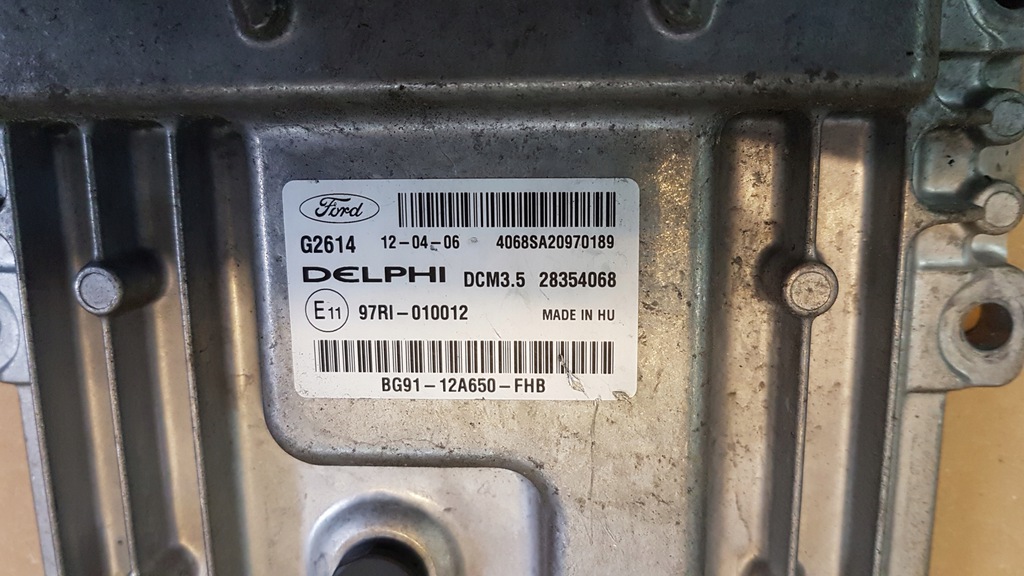 Ford
G2614 12-04-06 4068SA20970189
DELPHI DCM3.5 28354068
E11 97RI-010012 MADE IN HU
BG91-12A650-FHB